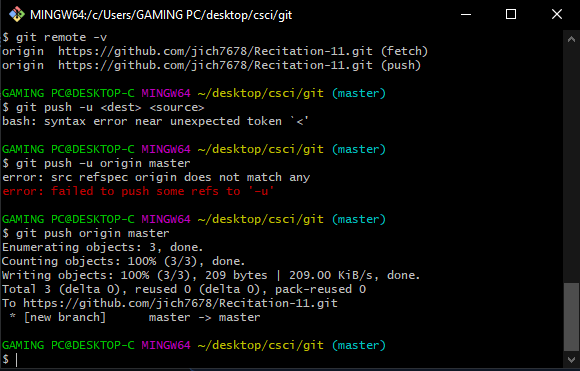 MINGW64:/c/Users/GAMING PC/desktop/csci/git
$ git remote -v
origin  https://github.com/jich7678/Recitation-11.git (fetch)
origin  https://github.com/jich7678/Recitation-11.git (push)
GAMING PC@DESKTOP-C MINGW64 ~/desktop/csci/git (master)
$ git push -u <dest> <source>
bash: syntax error near unexpected token `<'
GAMING PC@DESKTOP-C MINGW64 ~/desktop/csci/git (master)
$ git push –u origin master
error: src refspec origin does not match any
error: failed to push some refs to '–u'
GAMING PC@DESKTOP-C MINGW64 ~/desktop/csci/git (master)
$ git push origin master
Enumerating objects: 3, done.
Counting objects: 100% (3/3), done.
Writing objects: 100% (3/3), 209 bytes | 209.00 KiB/s, done.
Total 3 (delta 0), reused 0 (delta 0), pack-reused 0
To https://github.com/jich7678/Recitation-11.git
 * [new branch]      master -> master
GAMING PC@DESKTOP-C MINGW64 ~/desktop/csci/git (master)
$